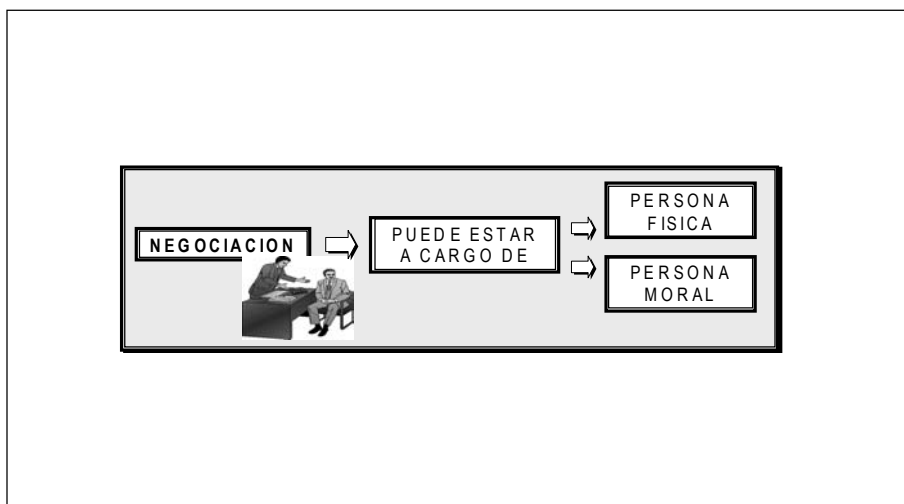 NEGOCIACION
PUEDE ESTAR
A CARGO DE
PERSONA
FISICA
PERSONA
MORAL